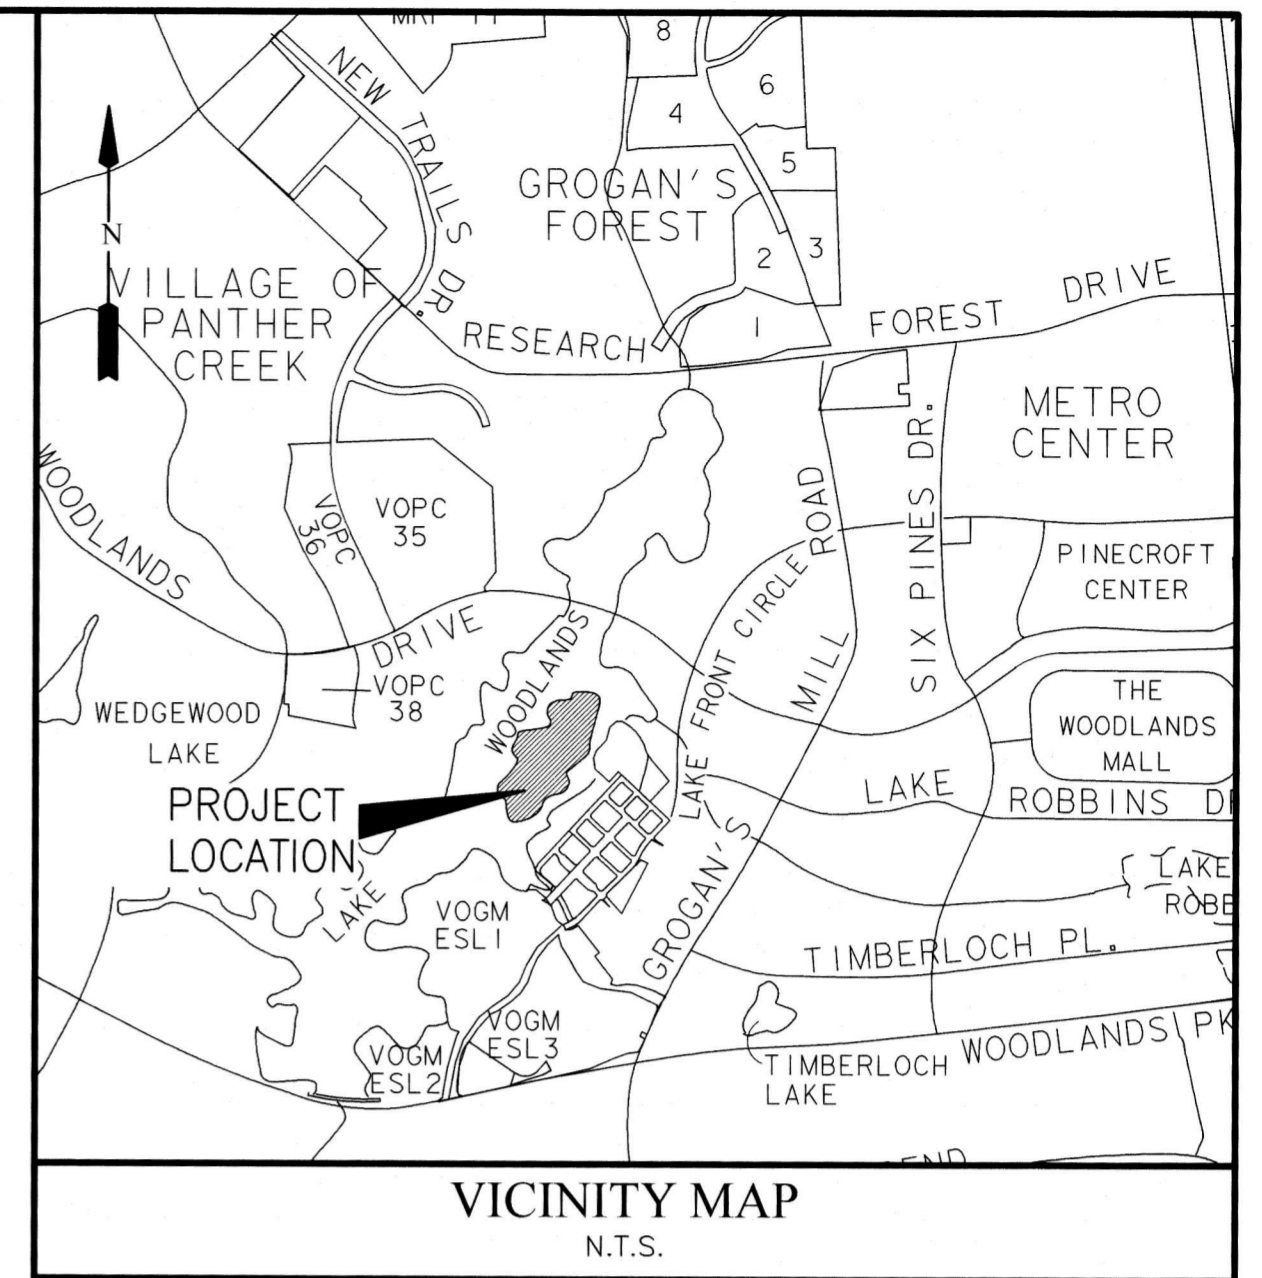 8
6
4
5
NEW TRAILS DR.
GROGAN'S
FOREST
2
3
1
N
VILLAGE OF
PANTHER
CREEK
RESEARCH FOREST DRIVE
METRO
CENTER
WOODLANDS DRIVE
VOPC
36
VOPC
35
SIX PINES DR.
LAKE FRONT CIRCLE ROAD
PINECROFT
CENTER
WOODLANDS LAKE
VOPC
38
GROGAN'S MILL
WEDGEWOOD
LAKE
THE
WOODLANDS
MALL
PROJECT
LOCATION
LAKE ROBBINS
LAKE
VOGM
ESL1
TIMBERLOCH PL.
VOGM
ESL3
VOGM
ESL2
TIMBERLOCH
LAKE
WOODLANDS
VICINITY MAP
N.T.S.